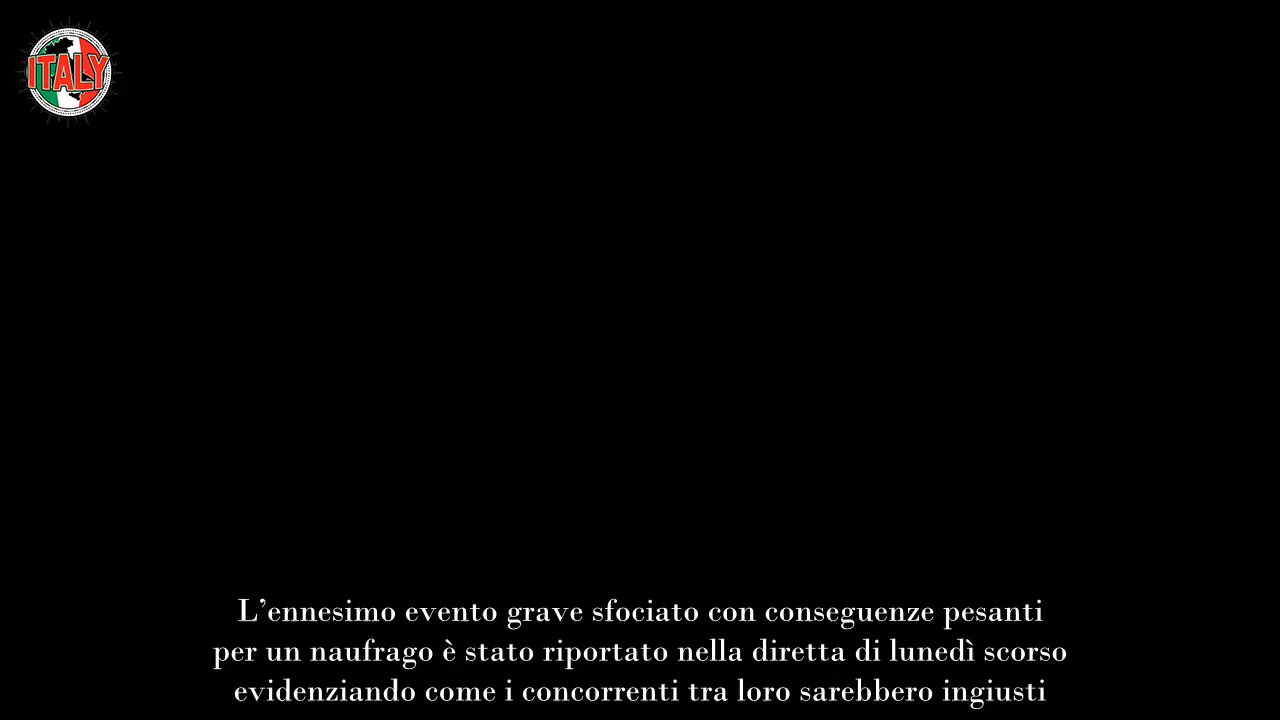 ITALY
L’ennesimo evento grave sfociato con conseguenze pesanti
per un naufrago è stato riportato nella diretta di lunedì scorso
evidenziando come i concorrenti tra loro sarebbero ingiusti